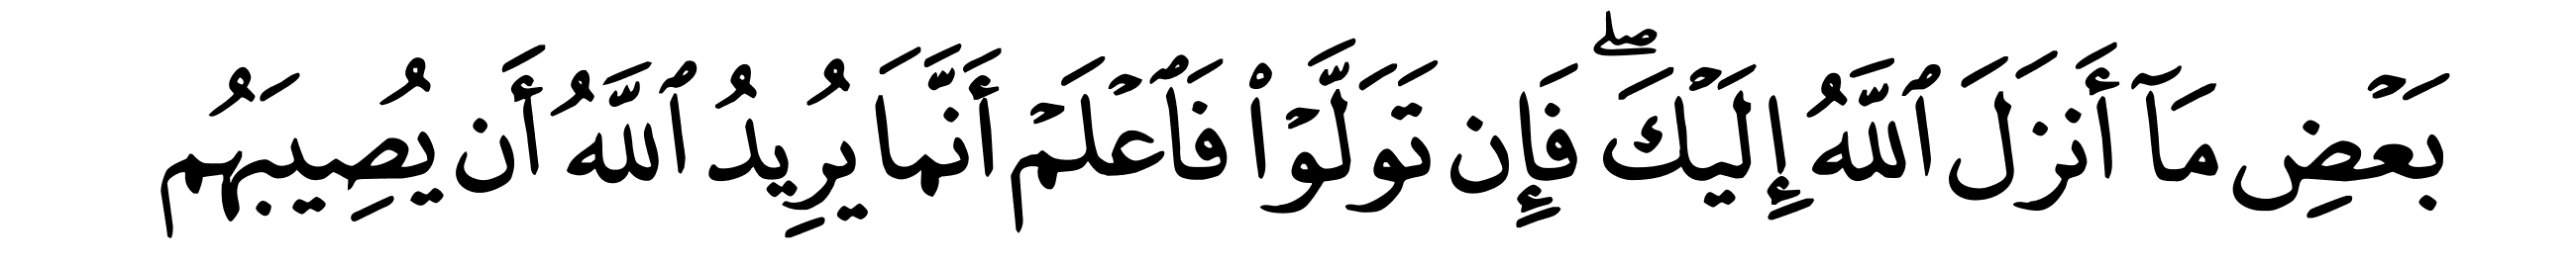 بَعۡضِ مَآ أَنزَلَ ٱللَّهُ إِلَيۡكَۖ فَإِن تَوَلَّوۡاْ فَٱعۡلَمۡ أَنَّمَا يُرِيدُ ٱللَّهُ أَن يُصِيبَهُم